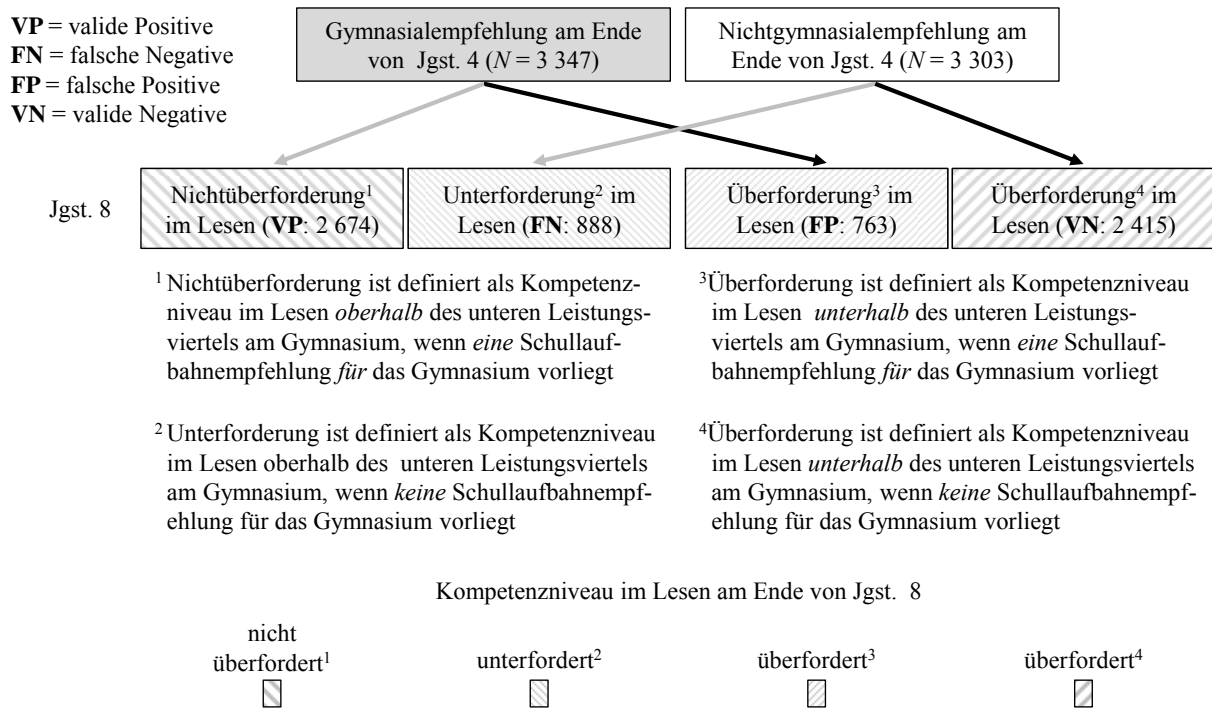 VP = valide Positive
FN = falsche Negative
FP = falsche Positive
VN = valide Negative
Gymnasialempfehlung am Ende
von Jgst. 4 (N = 3 347)
Nichtgymnasialempfehlung am
Ende von Jgst. 4 (N = 3 303)
Jgst. 8
Nichtüberforderung¹
im Lesen (VP: 2 674)
Unterforderung² im
Lesen (FN: 888)
Überforderung³ im
Lesen (FP: 763)
Überforderung⁴ im
Lesen (VN: 2 415)
¹ Nichtüberforderung ist definiert als Kompetenz-
niveau im Lesen oberhalb des unteren Leistungs-
viertels am Gymnasium, wenn eine Schullauf-
bahnempfehlung für das Gymnasium vorliegt
³Überforderung ist definiert als Kompetenzniveau
im Lesen unterhalb des unteren Leistungs-
viertels am Gymnasium, wenn eine Schullauf-
bahnempfehlung für das Gymnasium vorliegt
² Unterforderung ist definiert als Kompetenzniveau
im Lesen oberhalb des unteren Leistungsviertels
am Gymnasium, wenn keine Schullaufbahnempf-
ehlung für das Gymnasium vorliegt
⁴Überforderung ist definiert als Kompetenzniveau
im Lesen unterhalb des unteren Leistungsviertels
am Gymnasium, wenn keine Schullaufbahnempf-
ehlung für das Gymnasium vorliegt
Kompetenzniveau im Lesen am Ende von Jgst. 8
nicht
überfordert¹
unterfordert²
überfordert³
überfordert⁴